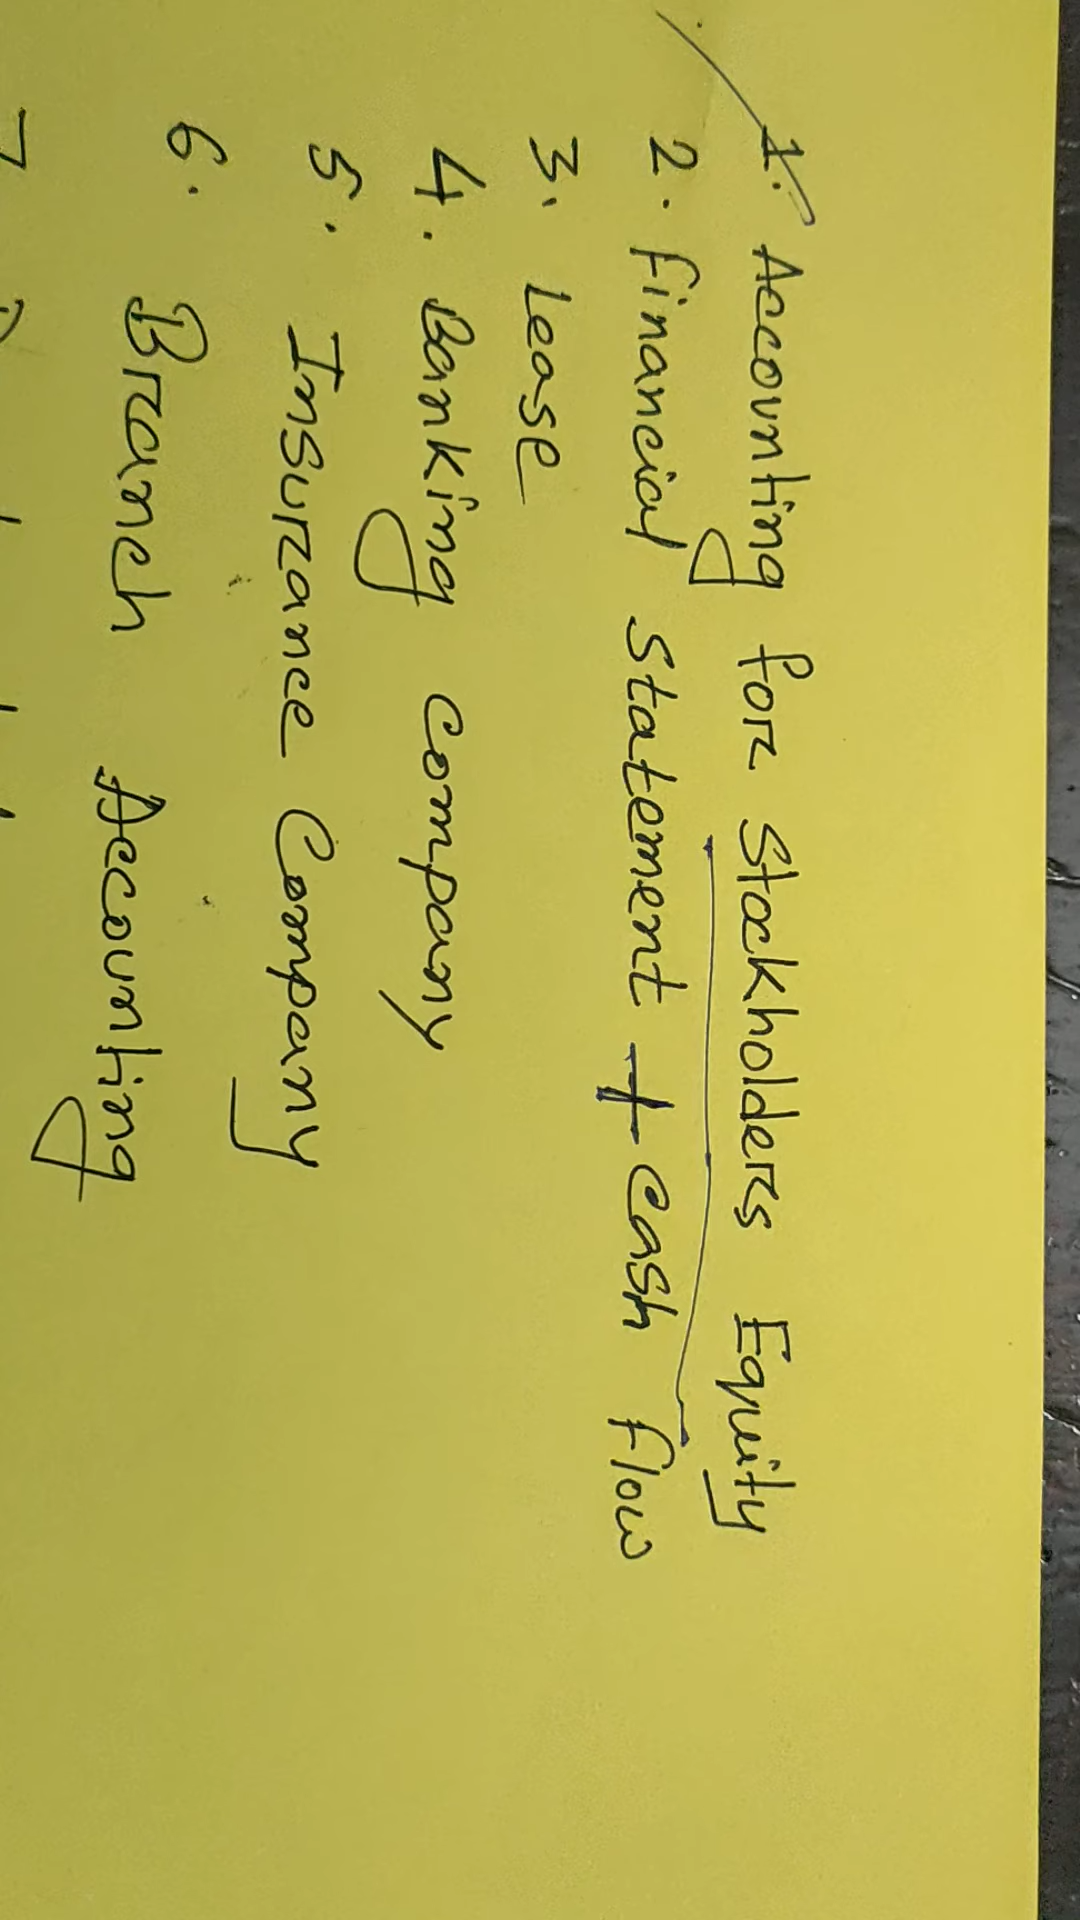 1. Accounting for Stockholders Equity
2. Financial Statement + Cash flow
3. Lease
4. Banking Company
5. Insurance Company
6. Branch Accounting
7